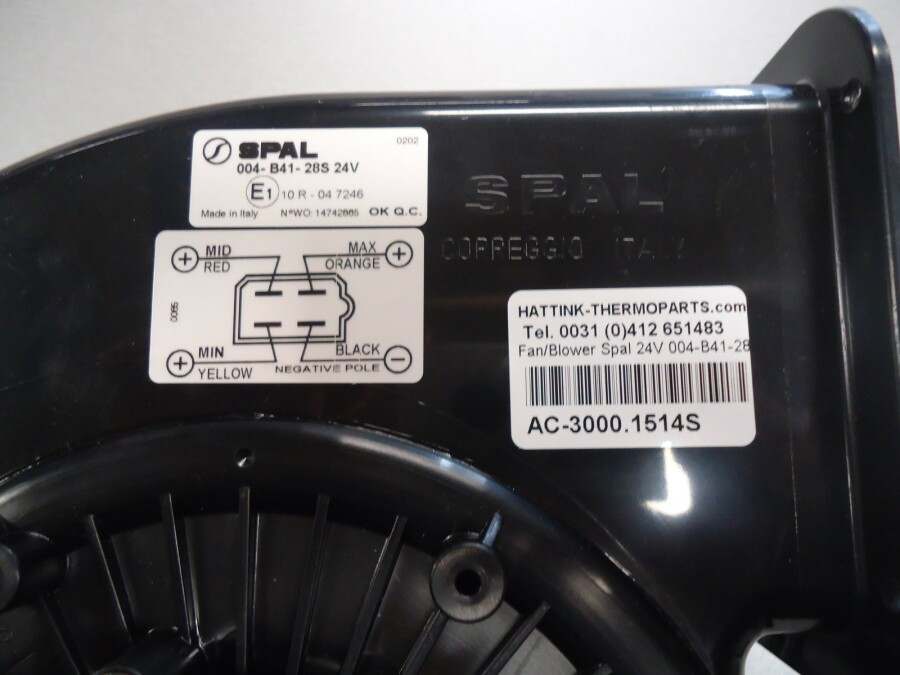 SPAL
0202
004-B41-28S 24V
E1 10 R - 04 7246
Made in Italy N°WO: 14742665 OK Q.C.
+ MID
RED
MAX +
ORANGE
0085
+ MIN
YELLOW
BLACK −
NEGATIVE POLE
SPAL
CORREGGIO ITALY
HATTINK-THERMOPARTS.com
Tel. 0031 (0)412 651483
Fan/Blower Spal 24V 004-B41-28
AC-3000.1514S